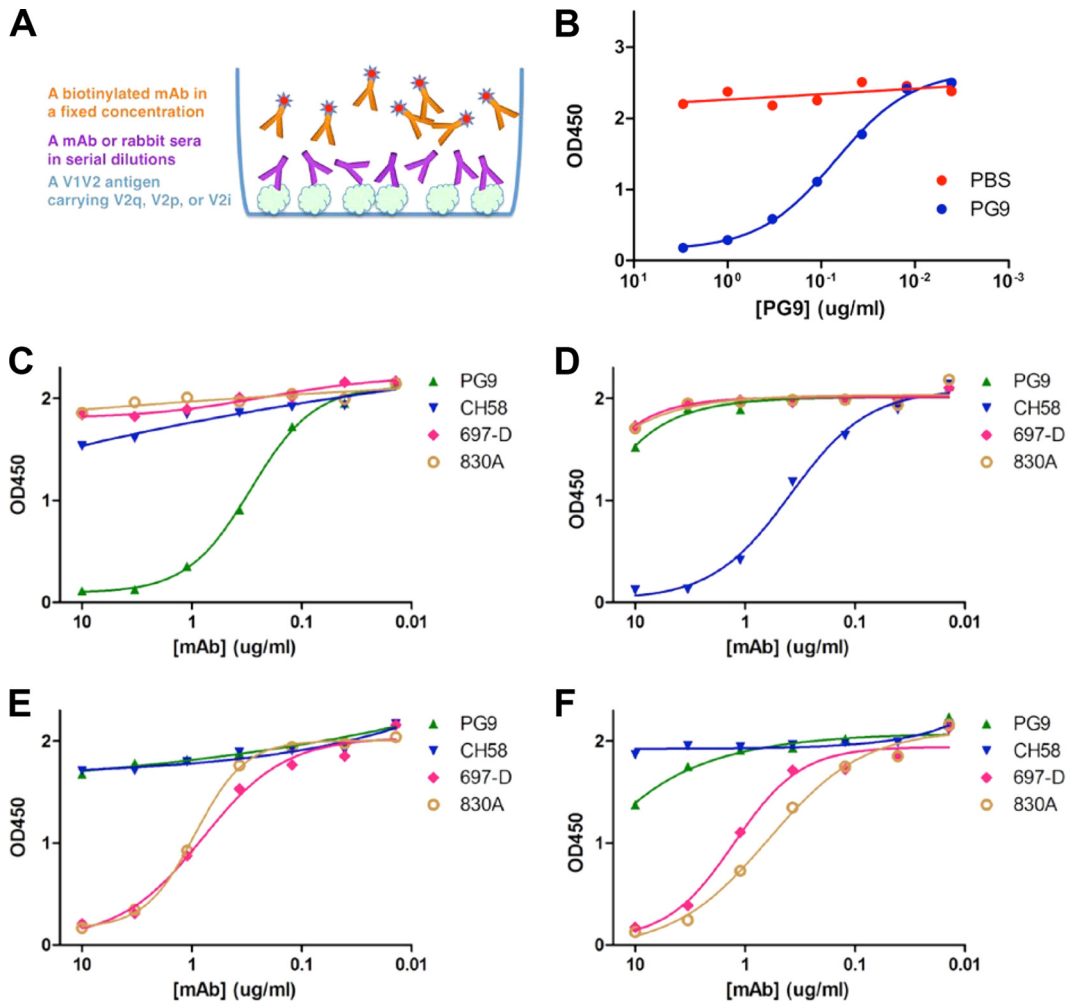 A
A biotinylated mAb in
a fixed concentration
A mAb or rabbit sera
in serial dilutions
A V1V2 antigen
carrying V2q, V2p, or V2i
B
3
2
1
0
OD450
PBS
PG9
10¹ 10⁰ 10⁻¹ 10⁻² 10⁻³
[PG9] (ug/ml)
C
2
1
0
OD450
PG9
CH58
697-D
830A
10 1 0.1 0.01
[mAb] (ug/ml)
D
2
1
0
OD450
PG9
CH58
697-D
830A
10 1 0.1 0.01
[mAb] (ug/ml)
E
2
1
0
OD450
PG9
CH58
697-D
830A
10 1 0.1 0.01
[mAb] (ug/ml)
F
2
1
0
OD450
PG9
CH58
697-D
830A
10 1 0.1 0.01
[mAb] (ug/ml)